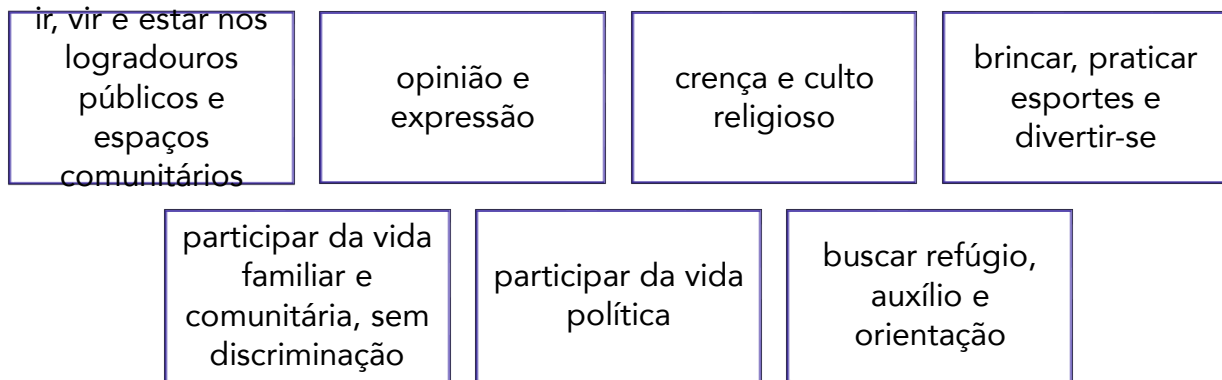 ir, vir e estar nos
logradouros
públicos e
espaços
comunitários
opinião e
expressão
crença e culto
religioso
brincar, praticar
esportes e
divertir-se
participar da vida
familiar e
comunitária, sem
discriminação
participar da vida
política
buscar refúgio,
auxílio e
orientação